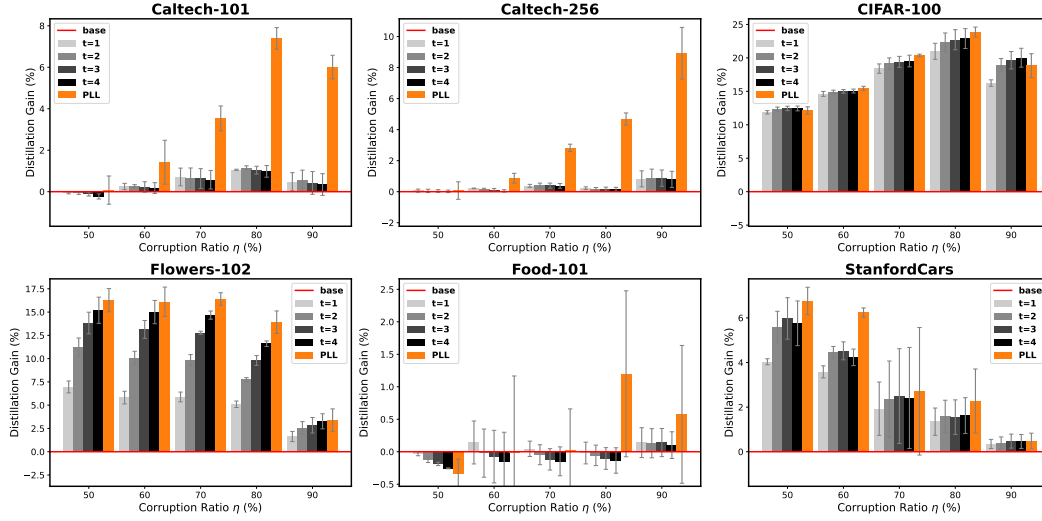 Caltech-101
Distillation Gain (%)
8
6
4
2
0
base
t=1
t=2
t=3
t=4
PLL
50 60 70 80 90
Corruption Ratio η (%)
Caltech-256
Distillation Gain (%)
10
8
6
4
2
0
−2
base
t=1
t=2
t=3
t=4
PLL
50 60 70 80 90
Corruption Ratio η (%)
CIFAR-100
Distillation Gain (%)
25
20
15
10
5
0
−5
base
t=1
t=2
t=3
t=4
PLL
50 60 70 80 90
Corruption Ratio η (%)
Flowers-102
Distillation Gain (%)
17.5
15.0
12.5
10.0
7.5
5.0
2.5
0.0
−2.5
base
t=1
t=2
t=3
t=4
PLL
50 60 70 80 90
Corruption Ratio η (%)
Food-101
Distillation Gain (%)
2.5
2.0
1.5
1.0
0.5
0.0
−0.5
base
t=1
t=2
t=3
t=4
PLL
50 60 70 80 90
Corruption Ratio η (%)
StanfordCars
Distillation Gain (%)
6
4
2
0
base
t=1
t=2
t=3
t=4
PLL
50 60 70 80 90
Corruption Ratio η (%)